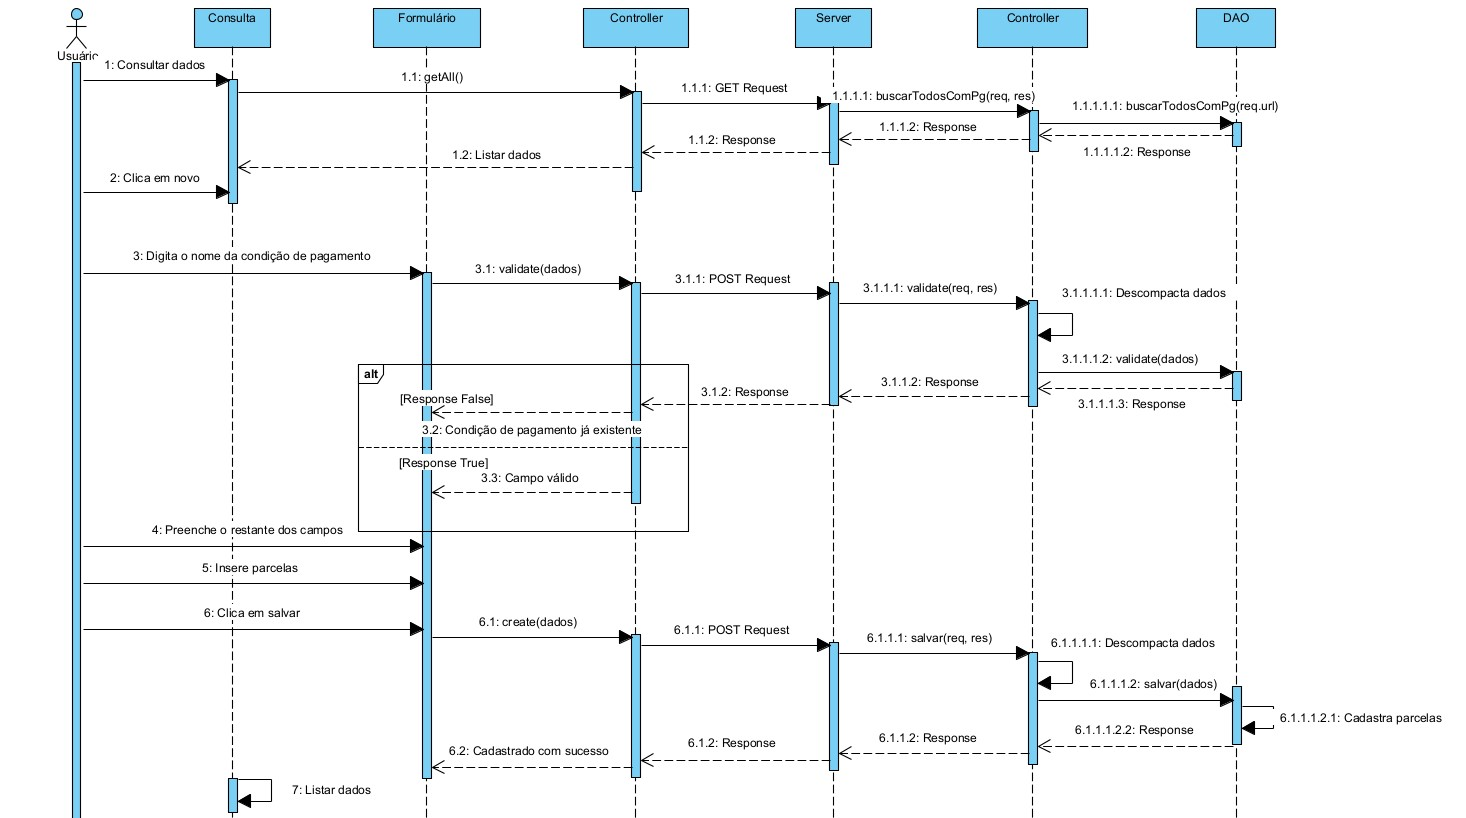 Consulta
Formulário
Controller
Server
Controller
DAO
Usuário
1: Consultar dados
1.1: getAll()
1.1.1: GET Request
1.1.1.1: buscarTodosComPg(req, res)
1.1.1.1.1: buscarTodosComPg(req.url)
1.1.1.2: Response
1.1.2: Response
1.1.1.1.2: Response
1.2: Listar dados
2: Clica em novo
3: Digita o nome da condição de pagamento
3.1: validate(dados)
3.1.1: POST Request
3.1.1.1: validate(req, res)
3.1.1.1.1: Descompacta dados
3.1.1.1.2: validate(dados)
alt
3.1.1.2: Response
3.1.2: Response
[Response False]
3.1.1.1.3: Response
3.2: Condição de pagamento já existente
[Response True]
3.3: Campo válido
4: Preenche o restante dos campos
5: Insere parcelas
6: Clica em salvar
6.1: create(dados)
6.1.1: POST Request
6.1.1.1: salvar(req, res)
6.1.1.1.1: Descompacta dados
6.1.1.1.2: salvar(dados)
6.1.1.1.2.1: Cadastra parcelas
6.1.1.1.2.2: Response
6.1.1.2: Response
6.1.2: Response
6.2: Cadastrado com sucesso
7: Listar dados